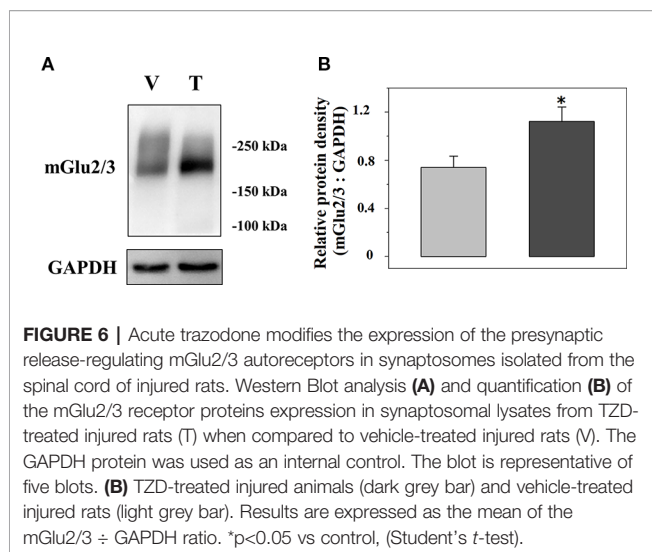 A
V T
mGlu2/3
-250 kDa
-150 kDa
-100 kDa
GAPDH
B
Relative protein density
(mGlu2/3 : GAPDH)
1.2
0.8
0.4
0
*
FIGURE 6 | Acute trazodone modifies the expression of the presynaptic
release-regulating mGlu2/3 autoreceptors in synaptosomes isolated from the
spinal cord of injured rats. Western Blot analysis (A) and quantification (B) of
the mGlu2/3 receptor proteins expression in synaptosomal lysates from TZD-
treated injured rats (T) when compared to vehicle-treated injured rats (V). The
GAPDH protein was used as an internal control. The blot is representative of
five blots. (B) TZD-treated injured animals (dark grey bar) and vehicle-treated
injured rats (light grey bar). Results are expressed as the mean of the
mGlu2/3 ÷ GAPDH ratio. *p<0.05 vs control, (Student's t-test).